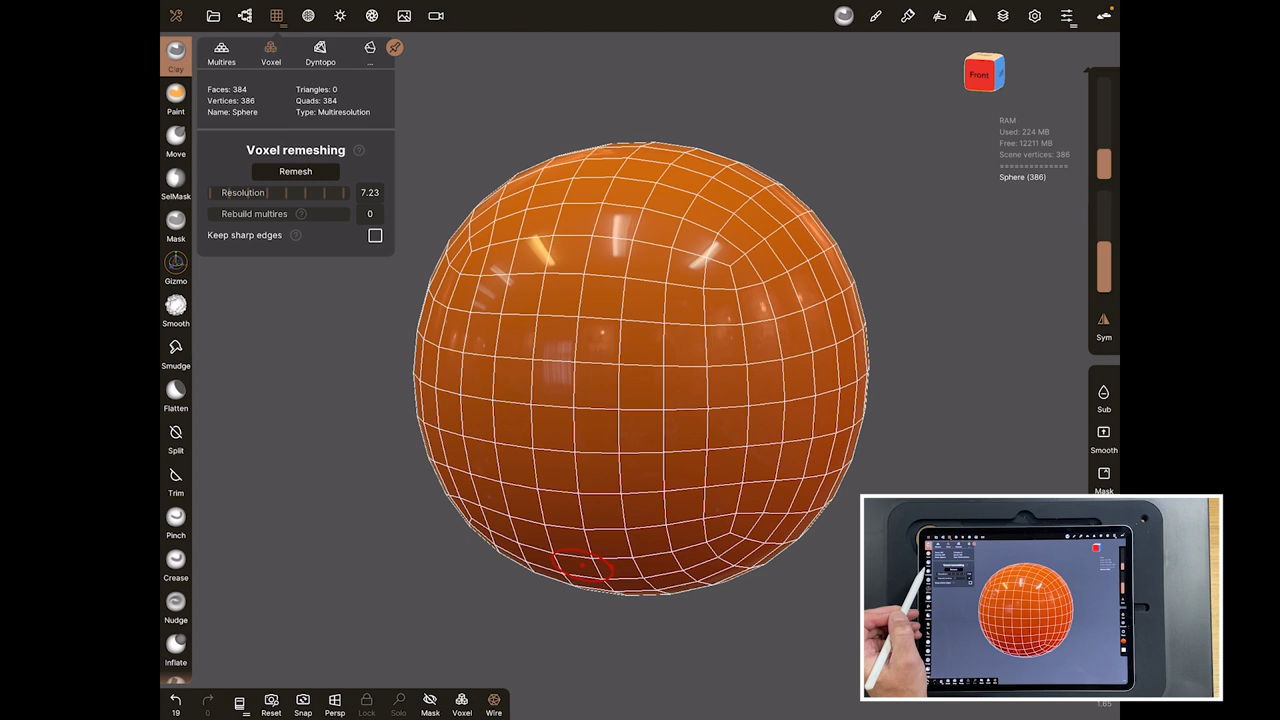 Multires
Voxel
Dyntopo
...
Faces: 384
Triangles: 0
Vertices: 386
Quads: 384
Name: Sphere
Type: Multiresolution
Voxel remeshing ?
Remesh
Resolution 7.23
Rebuild multires ? 0
Keep sharp edges ?
Clay
Paint
Move
SelMask
Mask
Gizmo
Smooth
Smudge
Flatten
Split
Trim
Pinch
Crease
Nudge
Inflate
Front
RAM
Used: 224 MB
Free: 12211 MB
Scene vertices: 386
==============
Sphere (386)
Sym
Sub
Smooth
Mask
19
0
Reset
Snap
Persp
Lock
Solo
Mask
Voxel
Wire
1.65